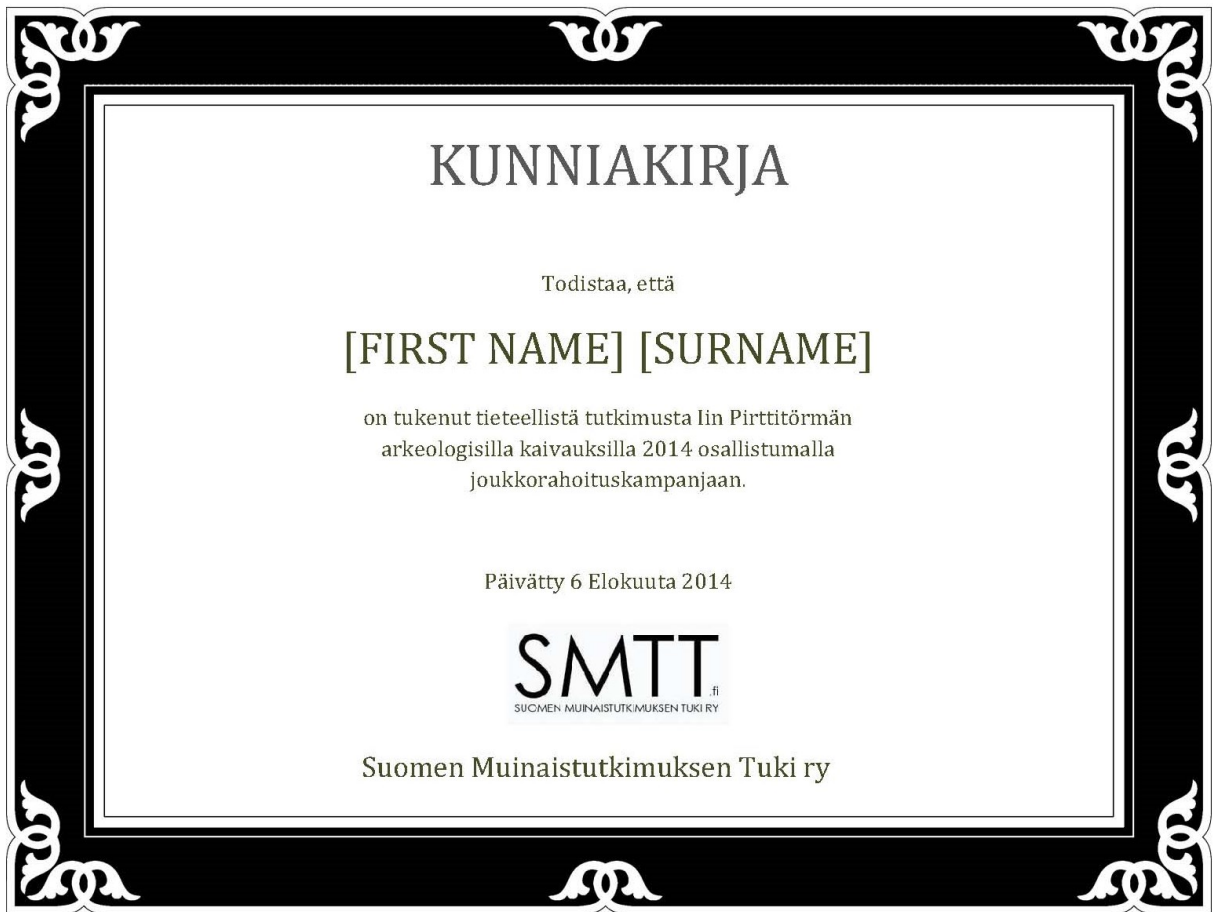 KUNNIAKIRJA
Todistaa, että
[FIRST NAME] [SURNAME]
on tukenut tieteellistä tutkimusta Iin Pirttitörmän
arkeologisilla kaivauksilla 2014 osallistumalla
joukkorahoituskampanjaan.
Päivätty 6 Elokuuta 2014
SMTT.fi
SUOMEN MUINAISTUTKIMUKSEN TUKI RY
Suomen Muinaistutkimuksen Tuki ry